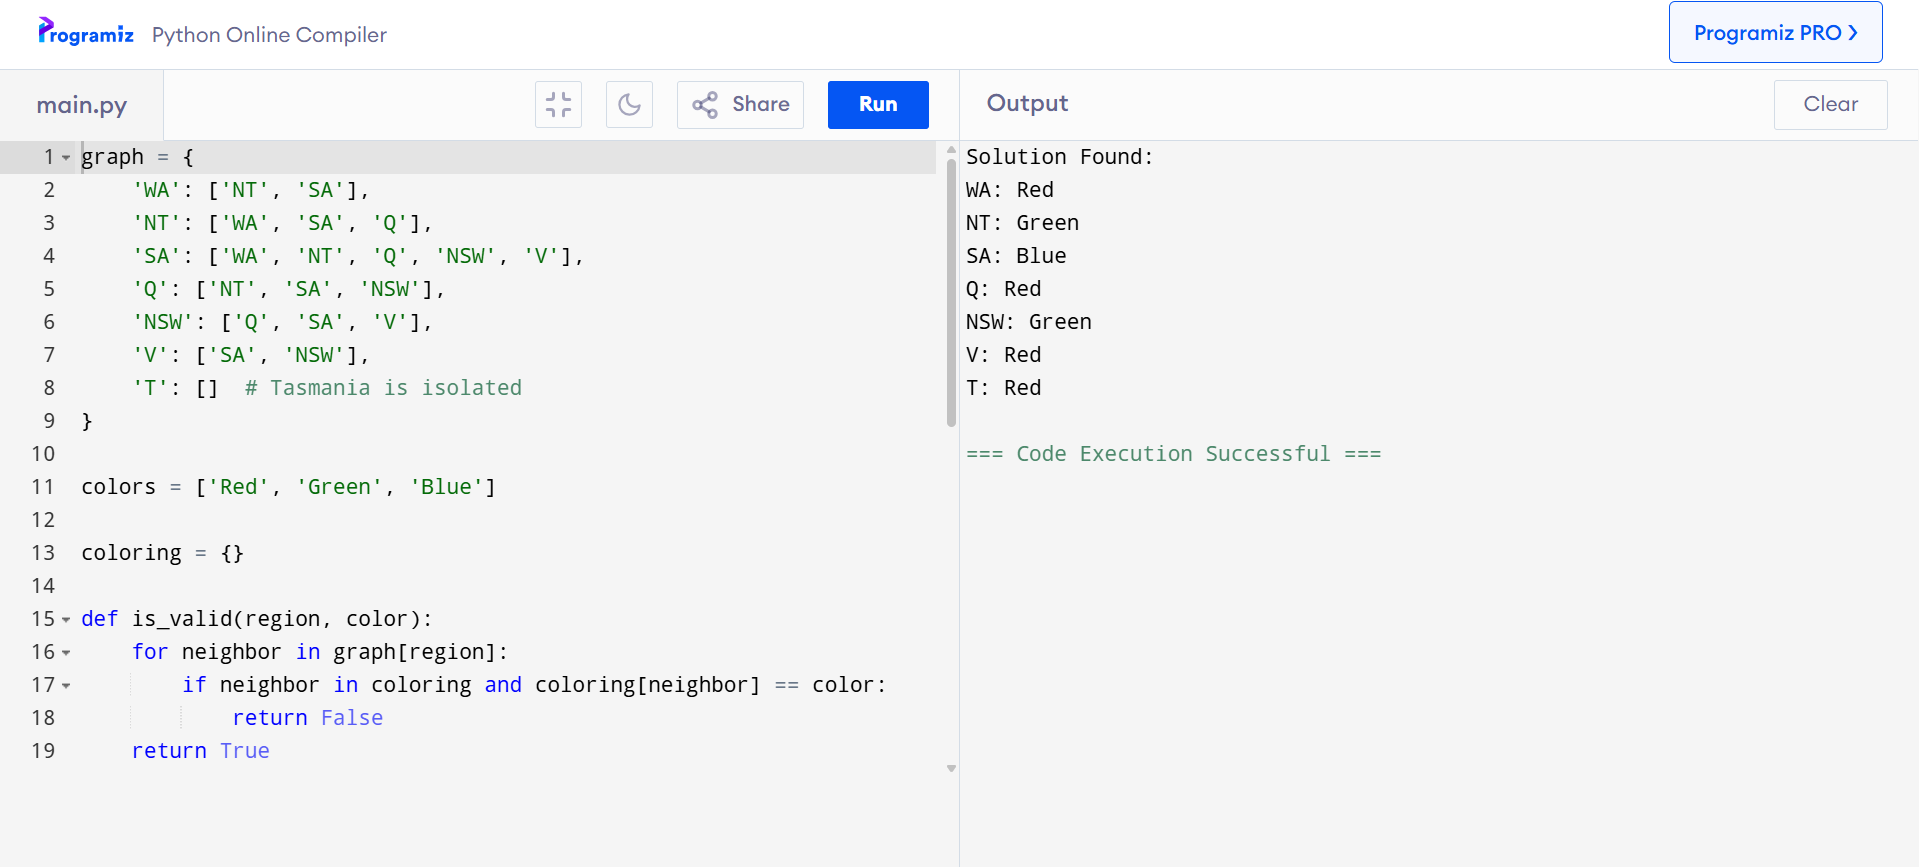 Programiz Python Online Compiler
Programiz PRO ❯
main.py
Share
Run
Output
Clear
1 graph = {
2     'WA': ['NT', 'SA'],
3     'NT': ['WA', 'SA', 'Q'],
4     'SA': ['WA', 'NT', 'Q', 'NSW', 'V'],
5     'Q': ['NT', 'SA', 'NSW'],
6     'NSW': ['Q', 'SA', 'V'],
7     'V': ['SA', 'NSW'],
8     'T': []  # Tasmania is isolated
9 }
10
11 colors = ['Red', 'Green', 'Blue']
12
13 coloring = {}
14
15 def is_valid(region, color):
16     for neighbor in graph[region]:
17         if neighbor in coloring and coloring[neighbor] == color:
18             return False
19     return True
Solution Found:
WA: Red
NT: Green
SA: Blue
Q: Red
NSW: Green
V: Red
T: Red
=== Code Execution Successful ===